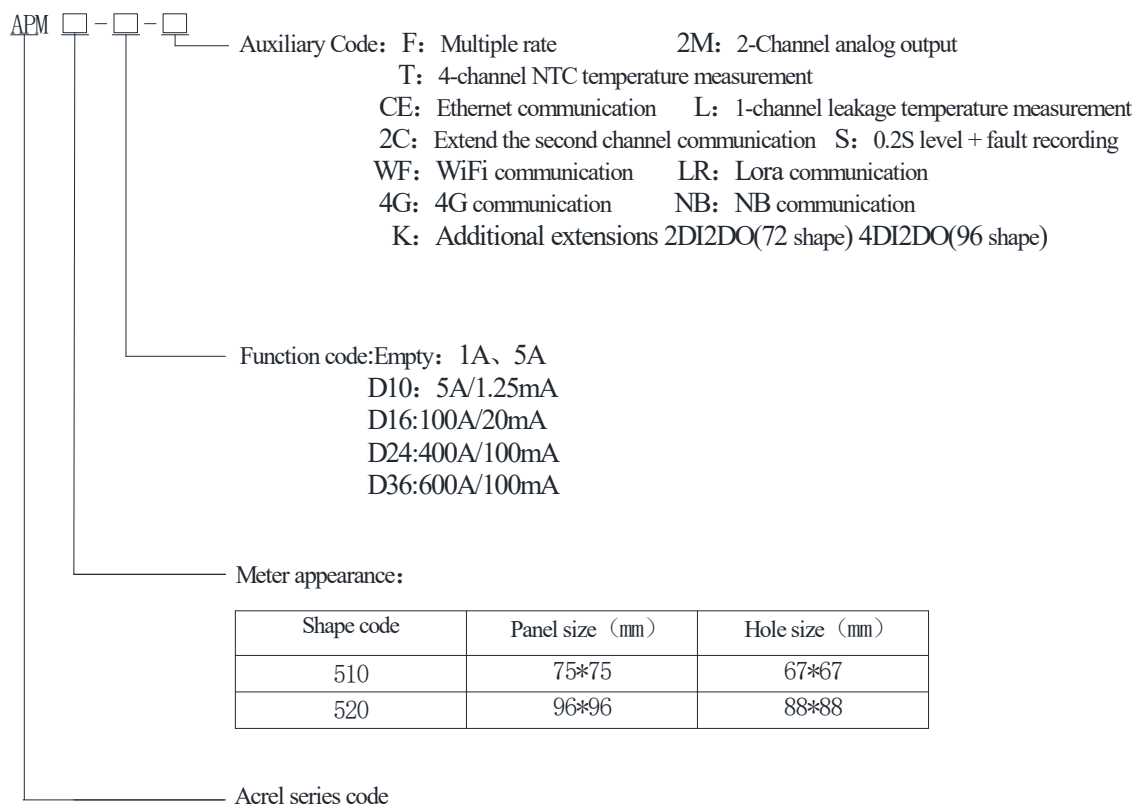 APM □-□-□
Auxiliary Code：F：Multiple rate 2M：2-Channel analog output
T：4-channel NTC temperature measurement
CE：Ethernet communication L：1-channel leakage temperature measurement
2C：Extend the second channel communication S：0.2S level + fault recording
WF：WiFi communication LR：Lora communication
4G：4G communication NB：NB communication
K：Additional extensions 2DI2DO(72 shape) 4DI2DO(96 shape)
Function code:Empty：1A、5A
D10：5A/1.25mA
D16:100A/20mA
D24:400A/100mA
D36:600A/100mA
Meter appearance：
Shape code Panel size（mm） Hole size（mm）
510 75*75 67*67
520 96*96 88*88
Acrel series code